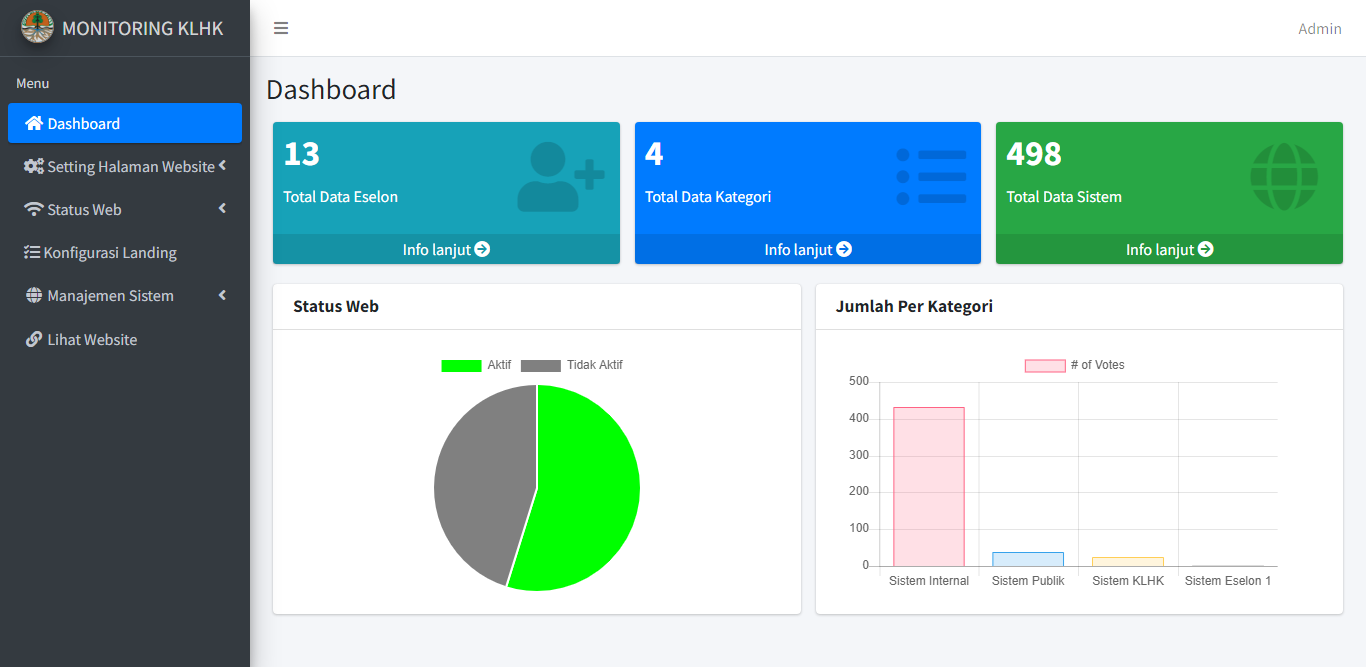 MONITORING KLHK
Admin
Menu
Dashboard
Setting Halaman Website
Status Web
Konfigurasi Landing
Manajemen Sistem
Lihat Website
Dashboard
13
Total Data Eselon
Info lanjut
4
Total Data Kategori
Info lanjut
498
Total Data Sistem
Info lanjut
Status Web
Aktif Tidak Aktif
Jumlah Per Kategori
# of Votes
500
400
300
200
100
0
Sistem Internal Sistem Publik Sistem KLHK Sistem Eselon 1